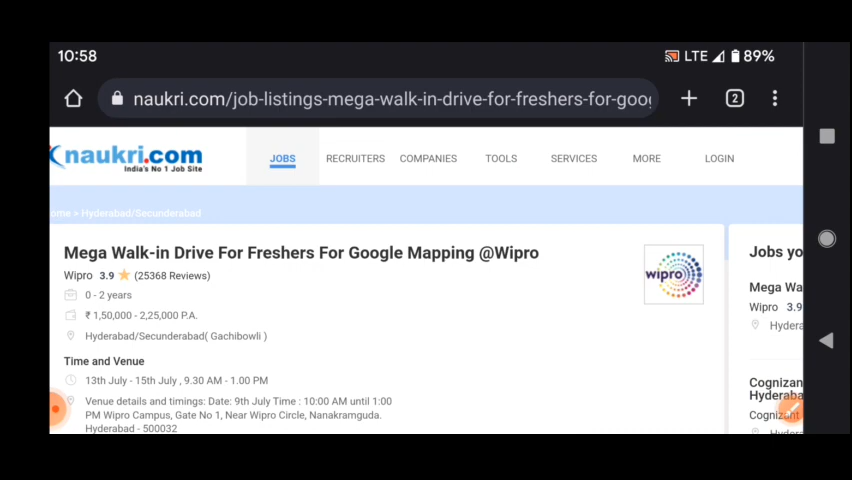 10:58
LTE 89%
naukri.com/job-listings-mega-walk-in-drive-for-freshers-for-goog
2
naukri.com
India's No 1 Job Site
JOBS RECRUITERS COMPANIES TOOLS SERVICES MORE LOGIN
ome > Hyderabad/Secunderabad
Mega Walk-in Drive For Freshers For Google Mapping @Wipro
Wipro 3.9 (25368 Reviews)
wipro
0 - 2 years
₹ 1,50,000 - 2,25,000 P.A.
Hyderabad/Secunderabad( Gachibowli )
Time and Venue
13th July - 15th July , 9.30 AM - 1.00 PM
Venue details and timings: Date: 9th July Time : 10:00 AM until 1:00
PM Wipro Campus, Gate No 1, Near Wipro Circle, Nanakramguda.
Hyderabad - 500032
Jobs yo
Mega Wa
Wipro 3.9
Hydera
Cognizan
Hyderaba
Cognizant